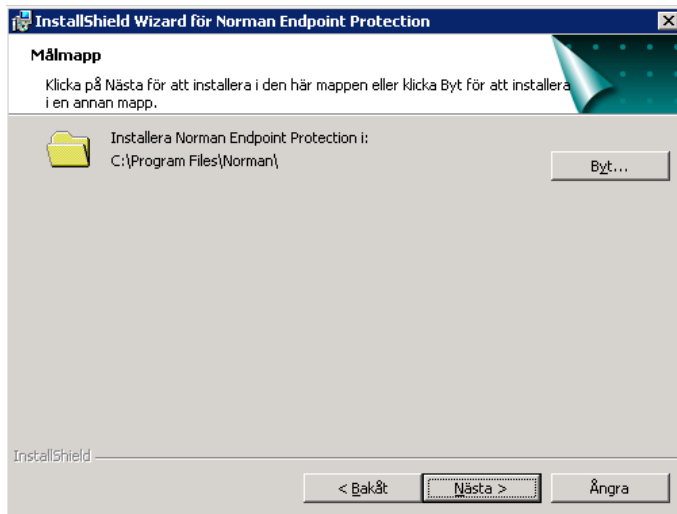 InstallShield Wizard för Norman Endpoint Protection
Målmapp
Klicka på Nästa för att installera i den här mappen eller klicka Byt för att installera
i en annan mapp.
Installera Norman Endpoint Protection i:
C:\Program Files\Norman\
Byt...
InstallShield
< Bakåt
Nästa >
Ångra